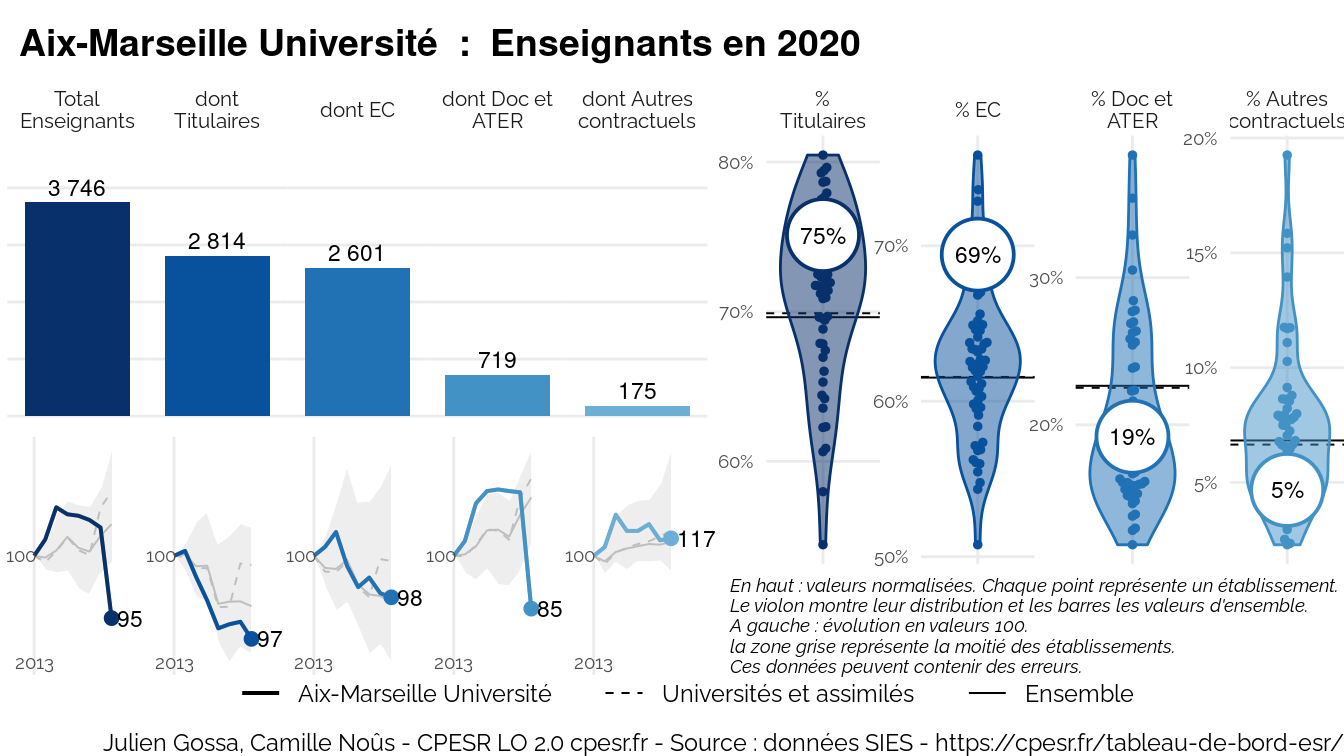 Aix-Marseille Université : Enseignants en 2020
Total
Enseignants
dont
Titulaires
dont EC
dont Doc et
ATER
dont Autres
contractuels
%
Titulaires
% EC
% Doc et
ATER
% Autres
contractuels
3 746
2 814
2 601
719
175
80%
70%
60%
75%
70%
60%
50%
69%
30%
20%
19%
20%
15%
10%
5%
5%
100
95
2013
100
97
2013
100
98
2013
100
85
2013
100
117
2013
En haut : valeurs normalisées. Chaque point représente un établissement.
Le violon montre leur distribution et les barres les valeurs d'ensemble.
A gauche : évolution en valeurs 100.
la zone grise représente la moitié des établissements.
Ces données peuvent contenir des erreurs.
Aix-Marseille Université
Universités et assimilés
Ensemble
Julien Gossa, Camille Noûs - CPESR LO 2.0 cpesr.fr - Source : données SIES - https://cpesr.fr/tableau-de-bord-esr/